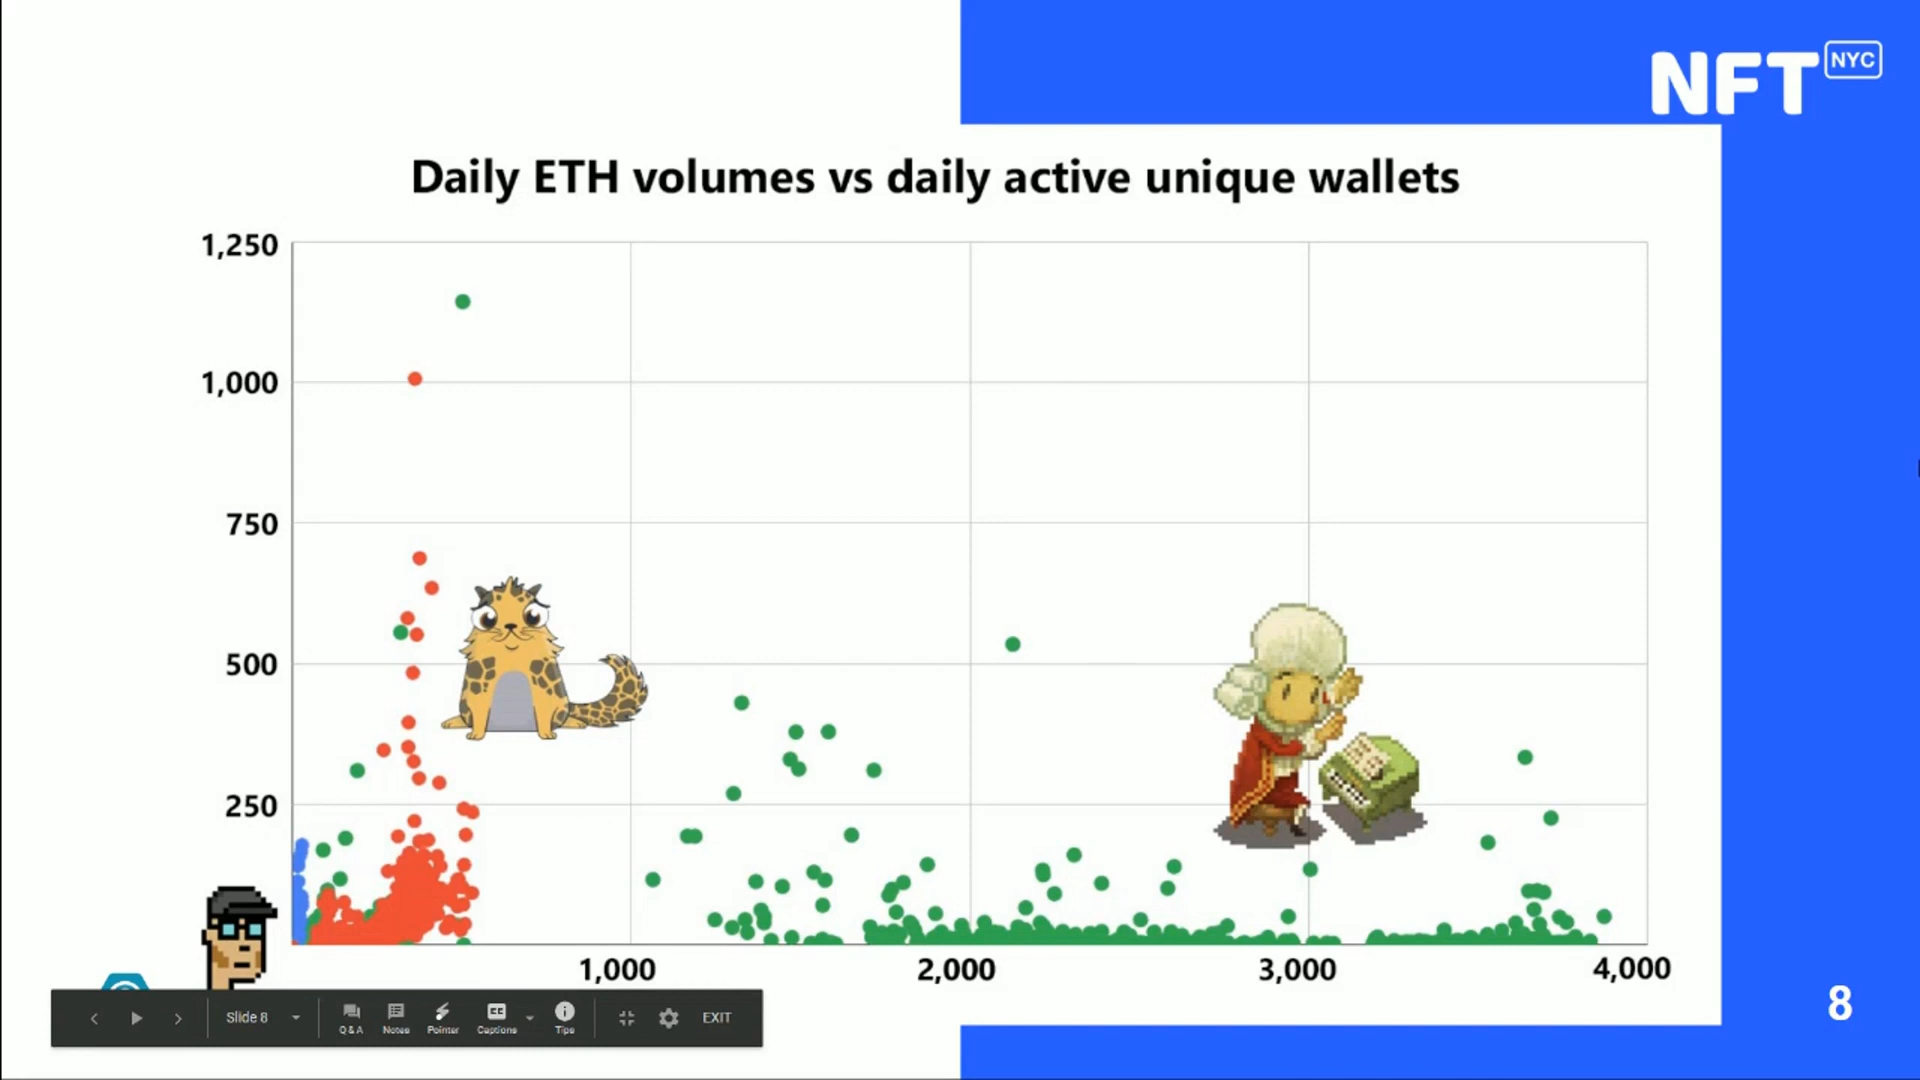 NFT NYC
Daily ETH volumes vs daily active unique wallets
1,250
1,000
750
500
250
1,000 2,000 3,000 4,000
8
Slide 8
Q & A
Notes
Pointer
CC
Captions
Tips
EXIT